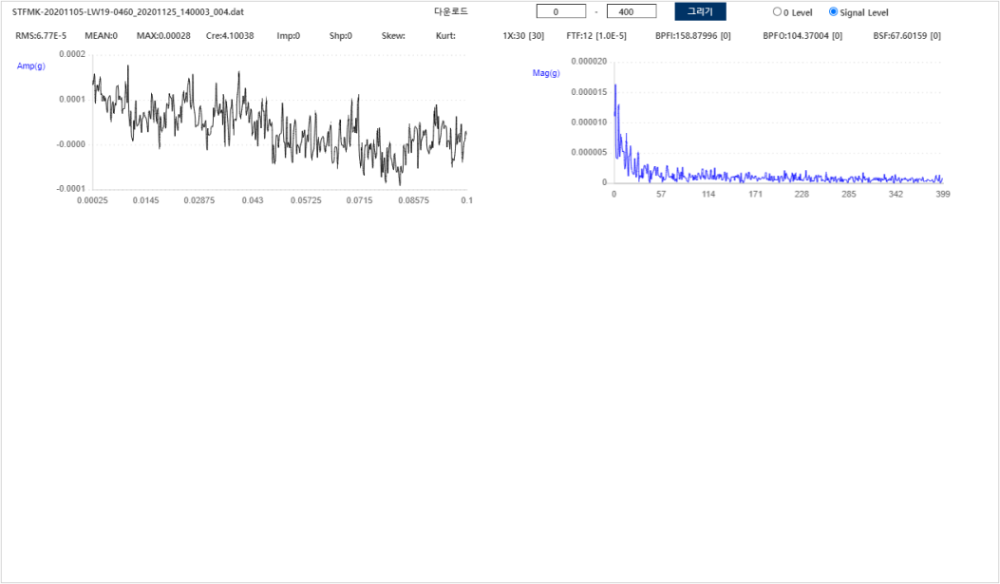 STFMK-20201105-LW19-0460_20201125_140003_004.dat 다운로드 0 - 400 그리기 0 Level Signal Level
RMS:6.77E-5 MEAN:0 MAX:0.00028 Cre:4.10038 Imp:0 Shp:0 Skew: Kurt: 1X:30 [30] FTF:12 [1.0E-5] BPFI:158.87996 [0] BPFO:104.37004 [0] BSF:67.60159 [0]
Amp(g)
0.0002
0.0001
-0.0000
-0.0001
0.00025 0.0145 0.02875 0.043 0.05725 0.0715 0.08575 0.1
Mag(g)
0.000020
0.000015
0.000010
0.000005
0
0 57 114 171 228 285 342 399